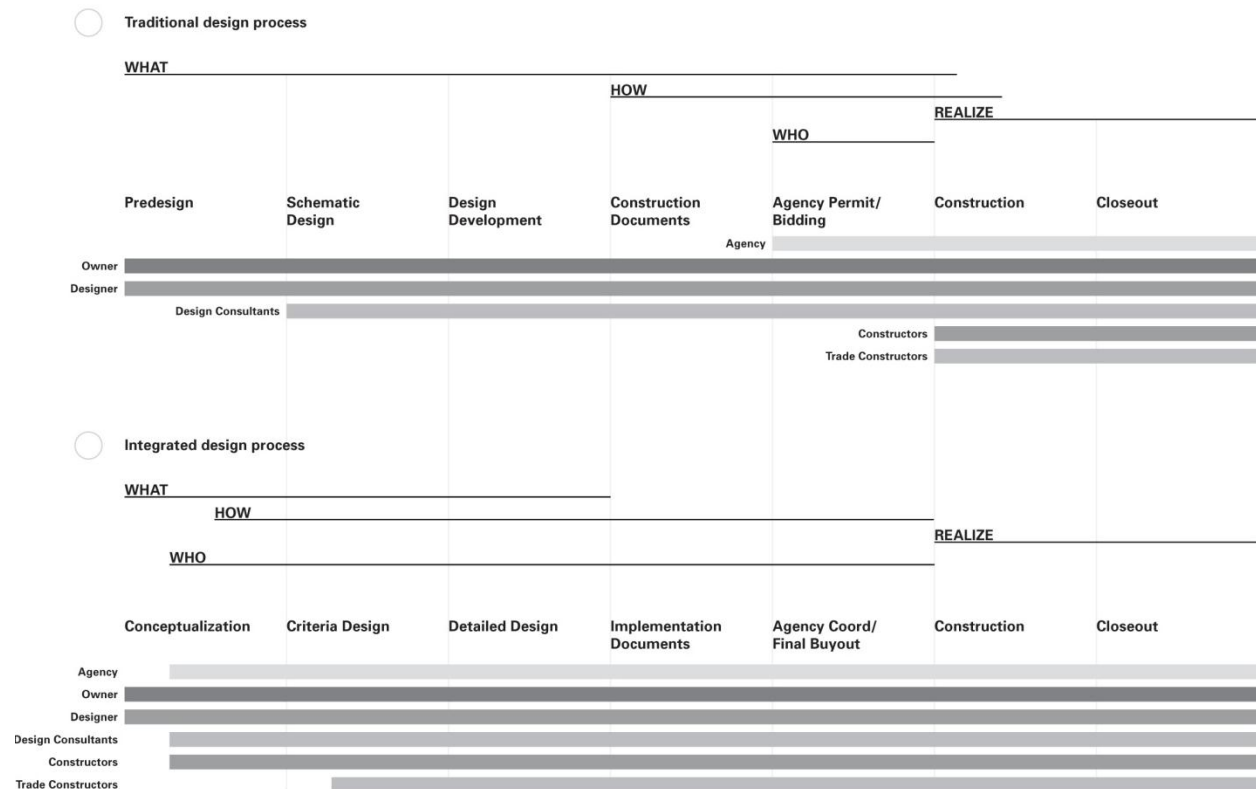 Traditional design process
WHAT
HOW
REALIZE
WHO
Predesign
Schematic
Design
Design
Development
Construction
Documents
Agency Permit/
Bidding
Construction
Closeout
Agency
Owner
Designer
Design Consultants
Constructors
Trade Constructors
Integrated design process
WHAT
HOW
REALIZE
WHO
Conceptualization
Criteria Design
Detailed Design
Implementation
Documents
Agency Coord/
Final Buyout
Construction
Closeout
Agency
Owner
Designer
Design Consultants
Constructors
Trade Constructors